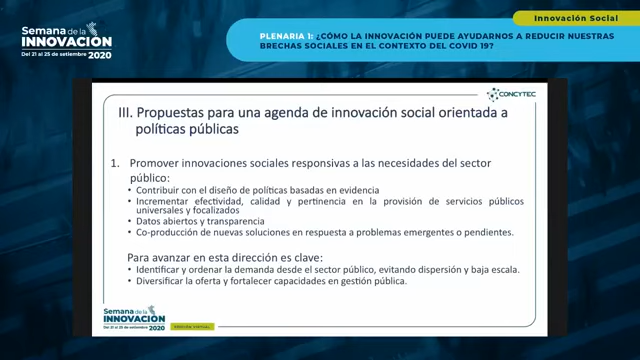 Semana de la
INNOVACIÓN
Del 21 al 25 de setiembre 2020
Innovación Social
PLENARIA 1: ¿CÓMO LA INNOVACIÓN PUEDE AYUDARNOS A REDUCIR NUESTRAS
BRECHAS SOCIALES EN EL CONTEXTO DEL COVID 19?
CONCYTEC
III. Propuestas para una agenda de innovación social orientada a
políticas públicas
1. Promover innovaciones sociales responsivas a las necesidades del sector
público:
• Contribuir con el diseño de políticas basadas en evidencia
• Incrementar efectividad, calidad y pertinencia en la provisión de servicios públicos
universales y focalizados
• Datos abiertos y transparencia
• Co-producción de nuevas soluciones en respuesta a problemas emergentes o pendientes.
Para avanzar en esta dirección es clave:
• Identificar y ordenar la demanda desde el sector público, evitando dispersión y baja escala.
• Diversificar la oferta y fortalecer capacidades en gestión pública.
Semana de la
INNOVACIÓN
Del 21 al 25 de setiembre 2020
EDICIÓN VIRTUAL